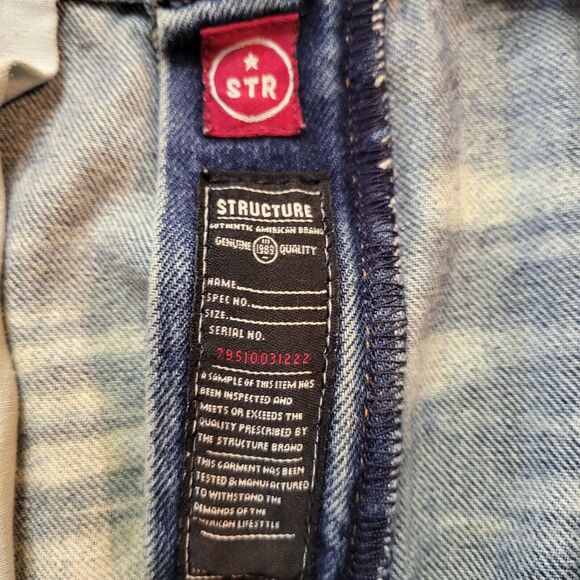 STR
STRUCTURE
AUTHENTIC AMERICAN BRAND
GENUINE 1989 QUALITY
NAME
SPEC NO.
SIZE
SERIAL NO.
79510031222
A SAMPLE OF THIS ITEM HAS
BEEN INSPECTED AND
MEETS OR EXCEEDS THE
QUALITY PRESCRIBED BY
THE STRUCTURE BRAND
THIS GARMENT HAS BEEN
TESTED & MANUFACTURED
TO WITHSTAND THE
DEMANDS OF THE
AMERICAN LIFESTYLE